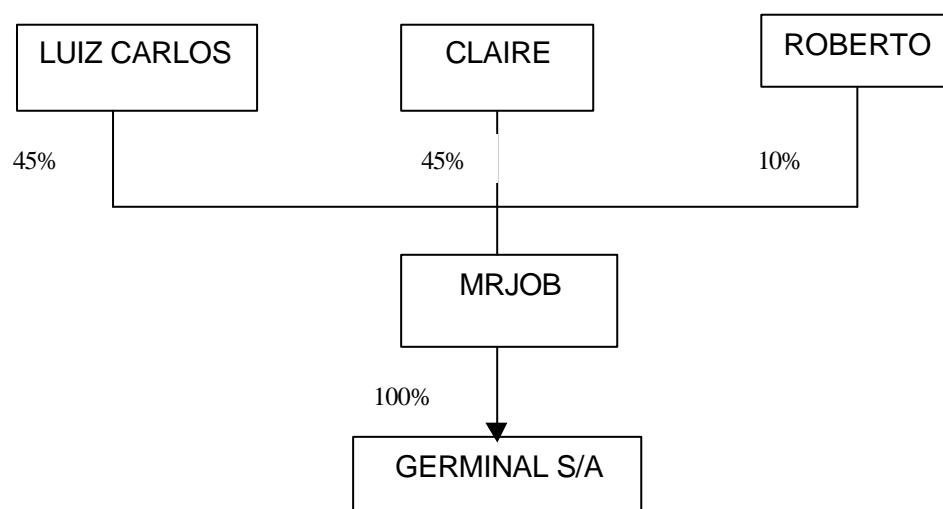 LUIZ CARLOS
CLAIRE
ROBERTO
45%
45%
10%
MRJOB
100%
GERMINAL S/A